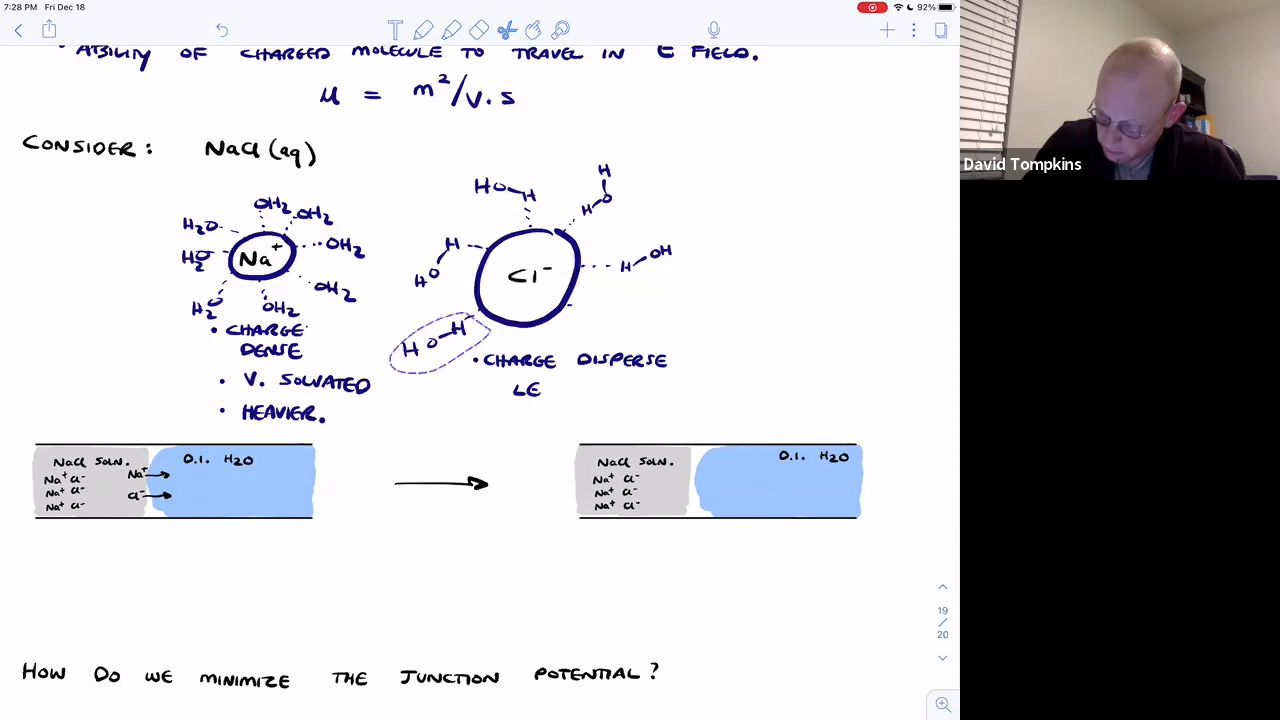 7:28 PM Fri Dec 18
92%
• ABILITY OF CHARGED MOLECULE TO TRAVEL IN E FIELD.
μ = m²/V·S
CONSIDER: NaCl (aq)
OH₂ OH₂
H₂O
OH₂
H₂O
Na⁺
OH₂
H₂O
OH₂
HO H
H
H O
H
O
H
Cl⁻
H OH
H O H
• CHARGE DENSE
• V. SOLVATED
• HEAVIER.
• CHARGE DISPERSE
LE
NaCl SOLN.
Na⁺ Cl⁻
Na⁺ Cl⁻
Na⁺ Cl⁻
Na⁺
Cl⁻
D.I. H₂O
NaCl SOLN.
Na⁺ Cl⁻
Na⁺ Cl⁻
Na⁺ Cl⁻
D.I. H₂O
HOW DO WE MINIMIZE THE JUNCTION POTENTIAL?
19
/
20
David Tompkins